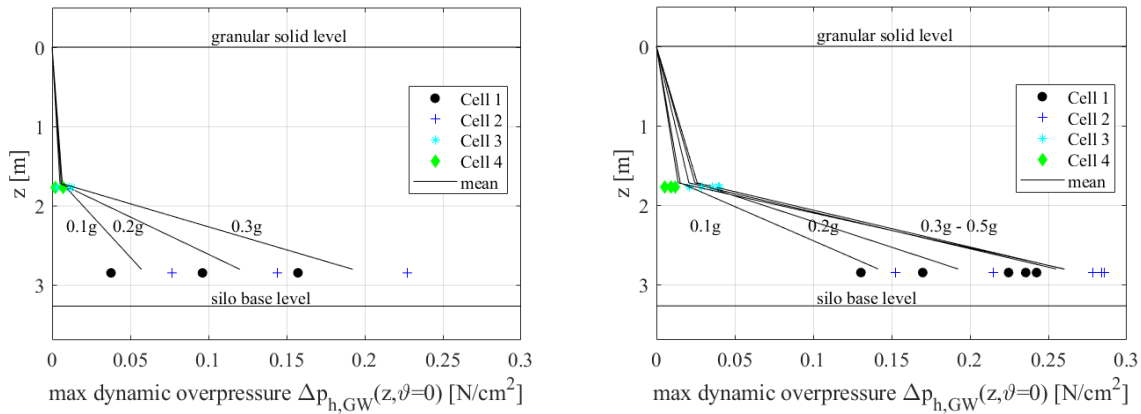 granular solid level
0
1
2
3
z [m]
Cell 1
Cell 2
Cell 3
Cell 4
mean
0.1g
0.2g
0.3g
silo base level
0
0.05
0.1
0.15
0.2
0.25
0.3
max dynamic overpressure Δp_{h,GW}(z,ϑ=0) [N/cm²]
granular solid level
0
1
2
3
z [m]
Cell 1
Cell 2
Cell 3
Cell 4
mean
0.1g
0.2g
0.3g - 0.5g
silo base level
0
0.05
0.1
0.15
0.2
0.25
0.3
max dynamic overpressure Δp_{h,GW}(z,ϑ=0) [N/cm²]